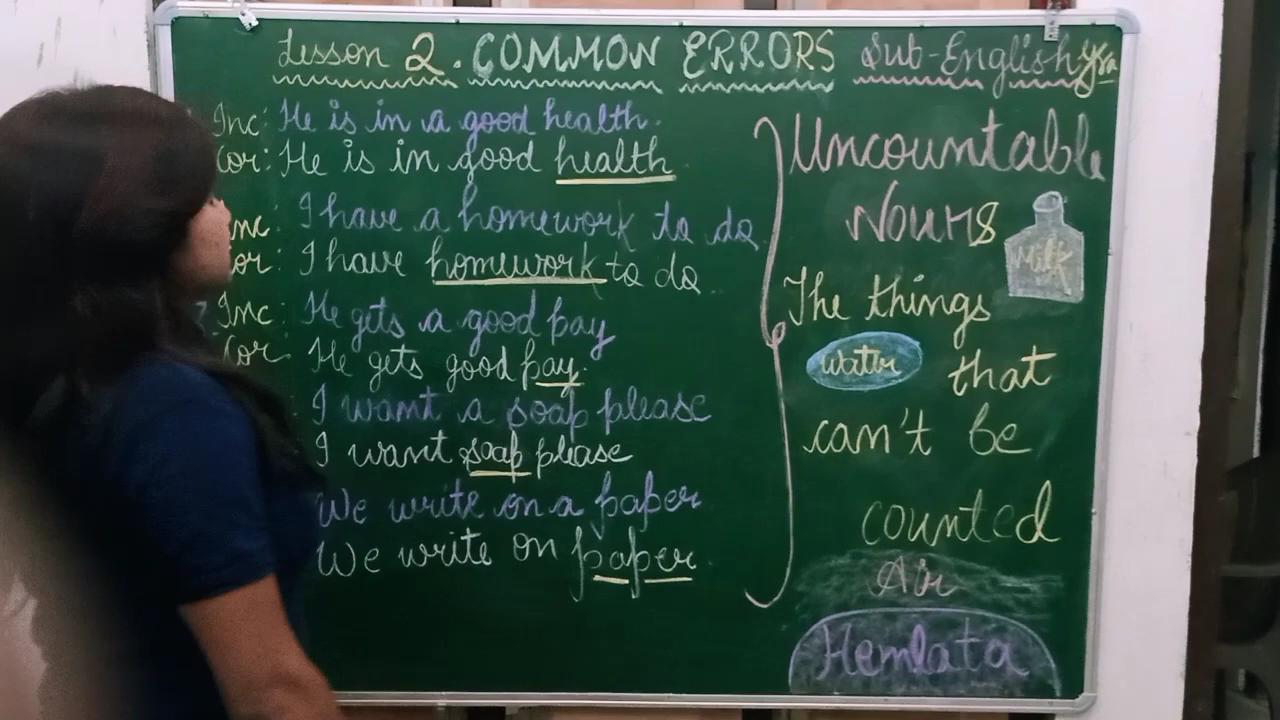 Lesson 2. COMMON ERRORS Sub-English
Inc: He is in a good health.
Cor: He is in good health
Inc I have a homework to do
Cor: I have homework to do
Inc: He gets a good pay
Cor: He gets good pay.
I want a soap please
I want soap please
We write on a paper
We write on paper
Uncountable
Nouns
Milk
The things
water that
can't be
counted
Air
Hemlata